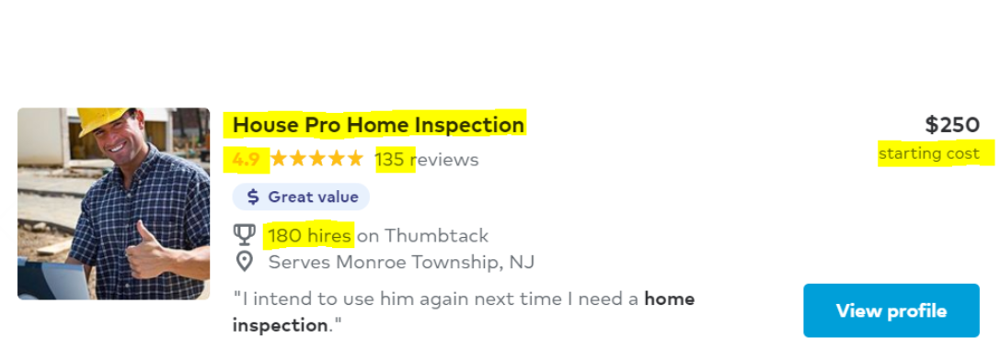 House Pro Home Inspection
$250
4.9 135 reviews
starting cost
$ Great value
180 hires on Thumbtack
Serves Monroe Township, NJ
"I intend to use him again next time I need a home
inspection."
View profile